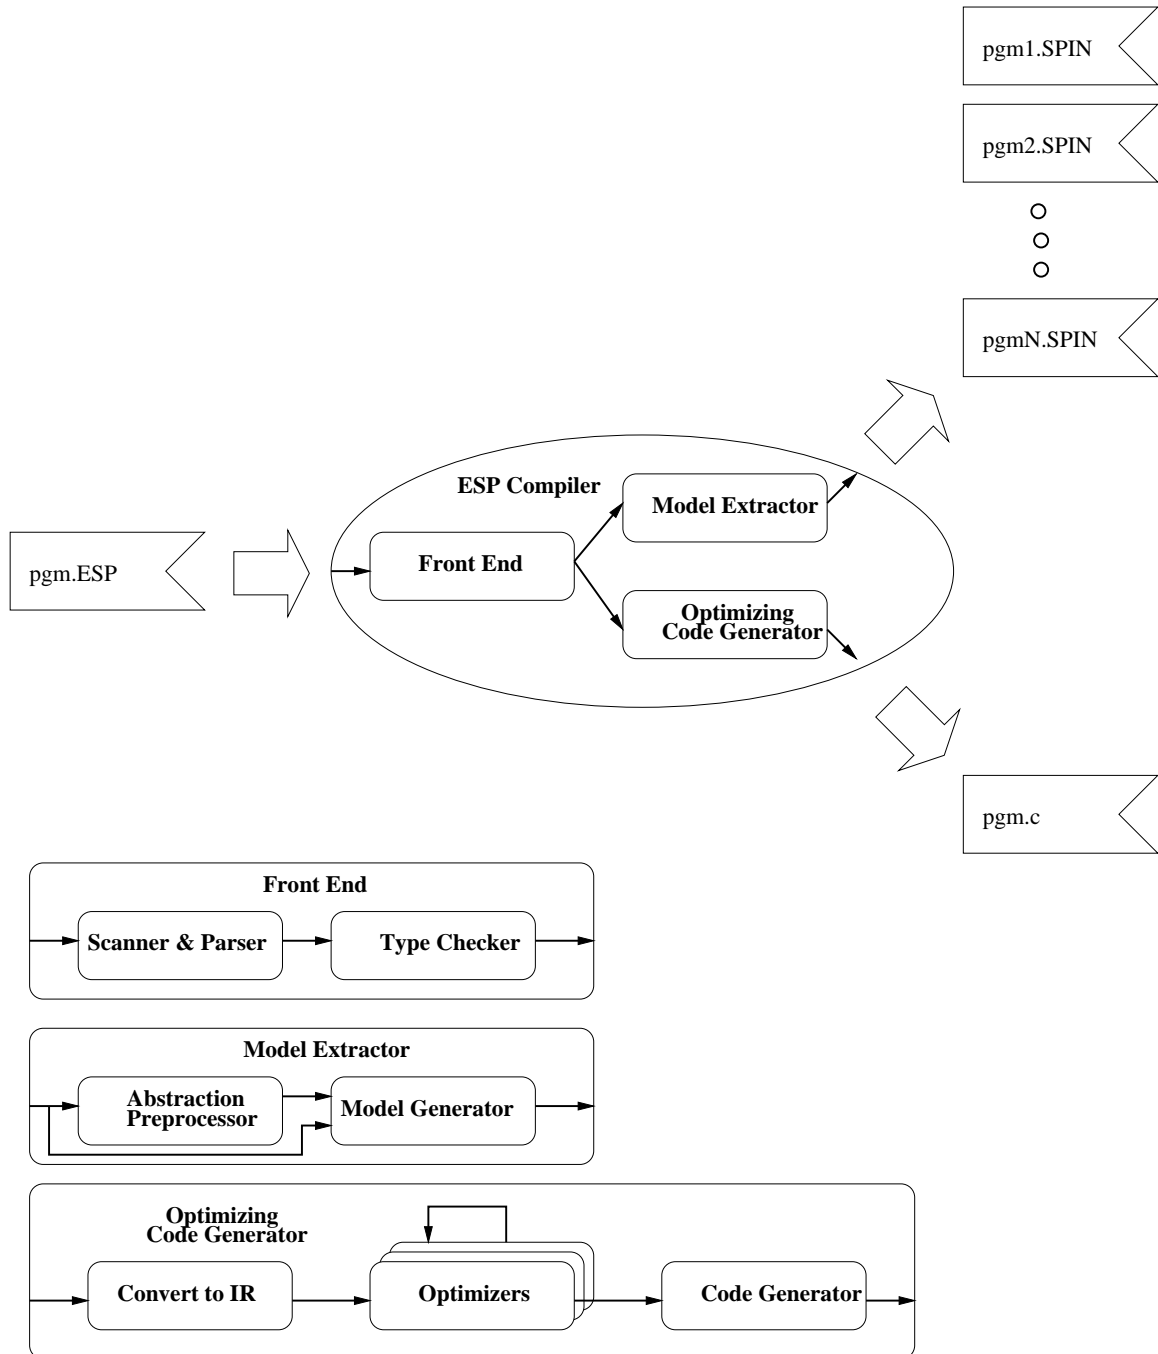 pgm1.SPIN
pgm2.SPIN
pgmN.SPIN
ESP Compiler
Model Extractor
Front End
pgm.ESP
Optimizing
Code Generator
pgm.c
Front End
Scanner & Parser
Type Checker
Model Extractor
Abstraction
Preprocessor
Model Generator
Optimizing
Code Generator
Convert to IR
Optimizers
Code Generator